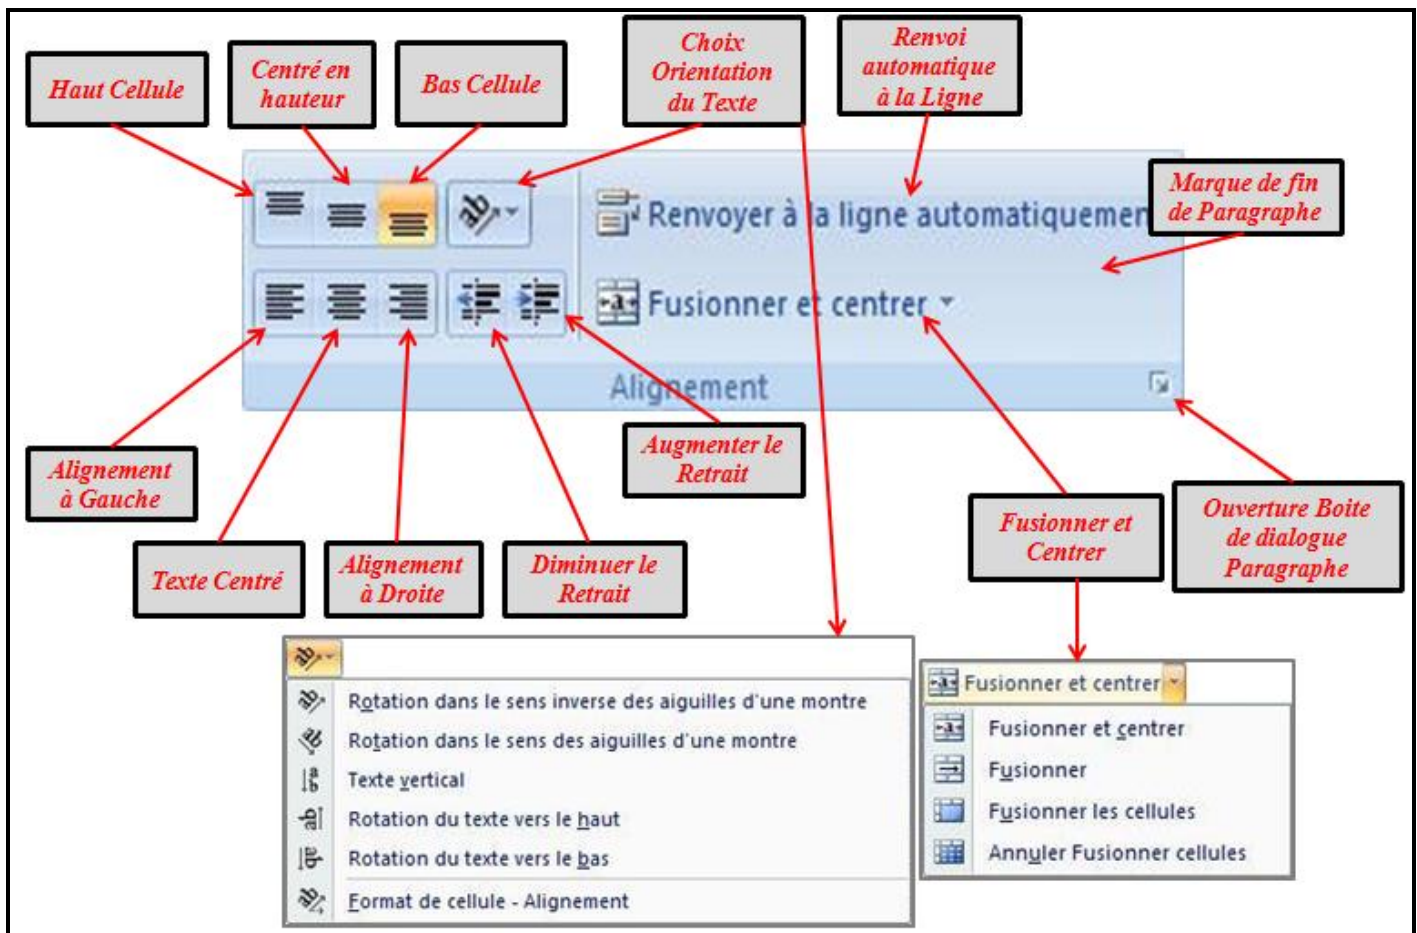 Haut Cellule
Centré en
hauteur
Bas Cellule
Choix
Orientation
du Texte
Renvoi
automatique
à la Ligne
Marque de fin
de Paragraphe
Renvoyer à la ligne automatiquemen
Fusionner et centrer
Alignement
Alignement
à Gauche
Texte Centré
Alignement
à Droite
Diminuer le
Retrait
Augmenter le
Retrait
Fusionner et
Centrer
Ouverture Boite
de dialogue
Paragraphe
Rotation dans le sens inverse des aiguilles d'une montre
Rotation dans le sens des aiguilles d'une montre
Texte vertical
Rotation du texte vers le haut
Rotation du texte vers le bas
Format de cellule - Alignement
Fusionner et centrer
Fusionner et centrer
Fusionner
Fusionner les cellules
Annuler Fusionner cellules